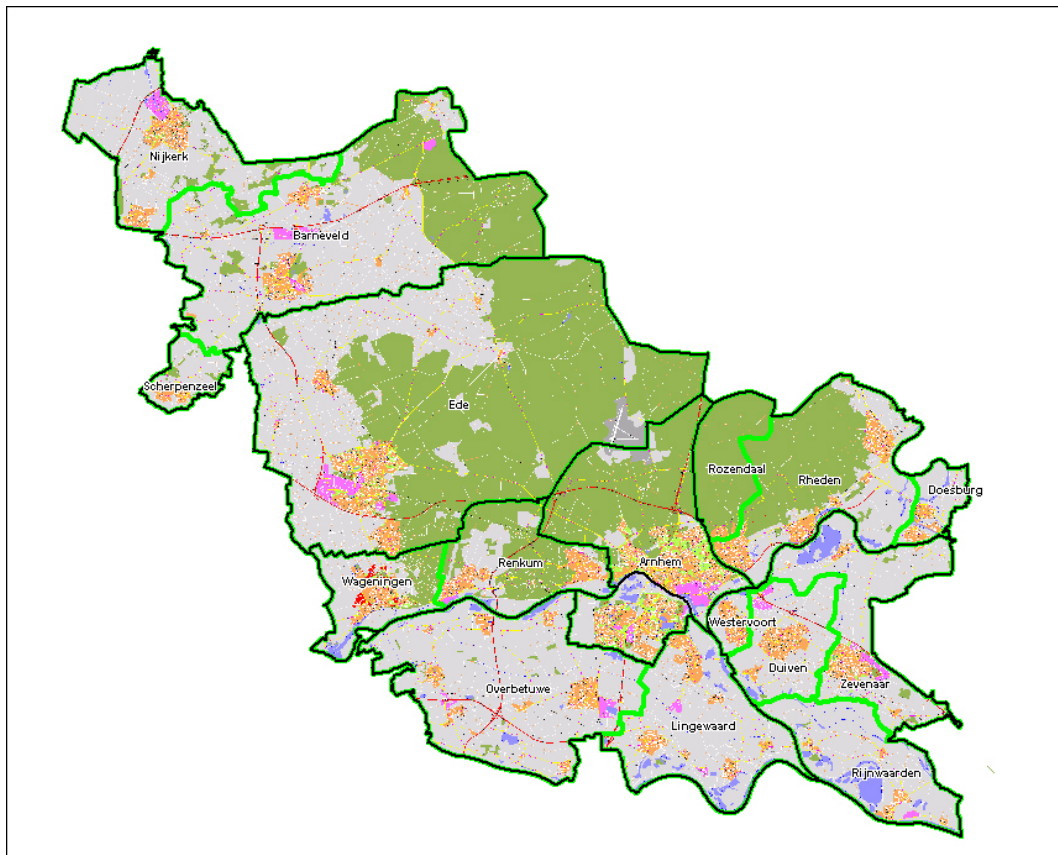 Nijkerk
Barneveld
Scherpenzeel
Ede
Rozendaal
Rheden
Doesburg
Renkum
Arnhem
Wageningen
Westervoort
Duiven
Zevenaar
Overbetuwe
Lingewaard
Rijnwaarden